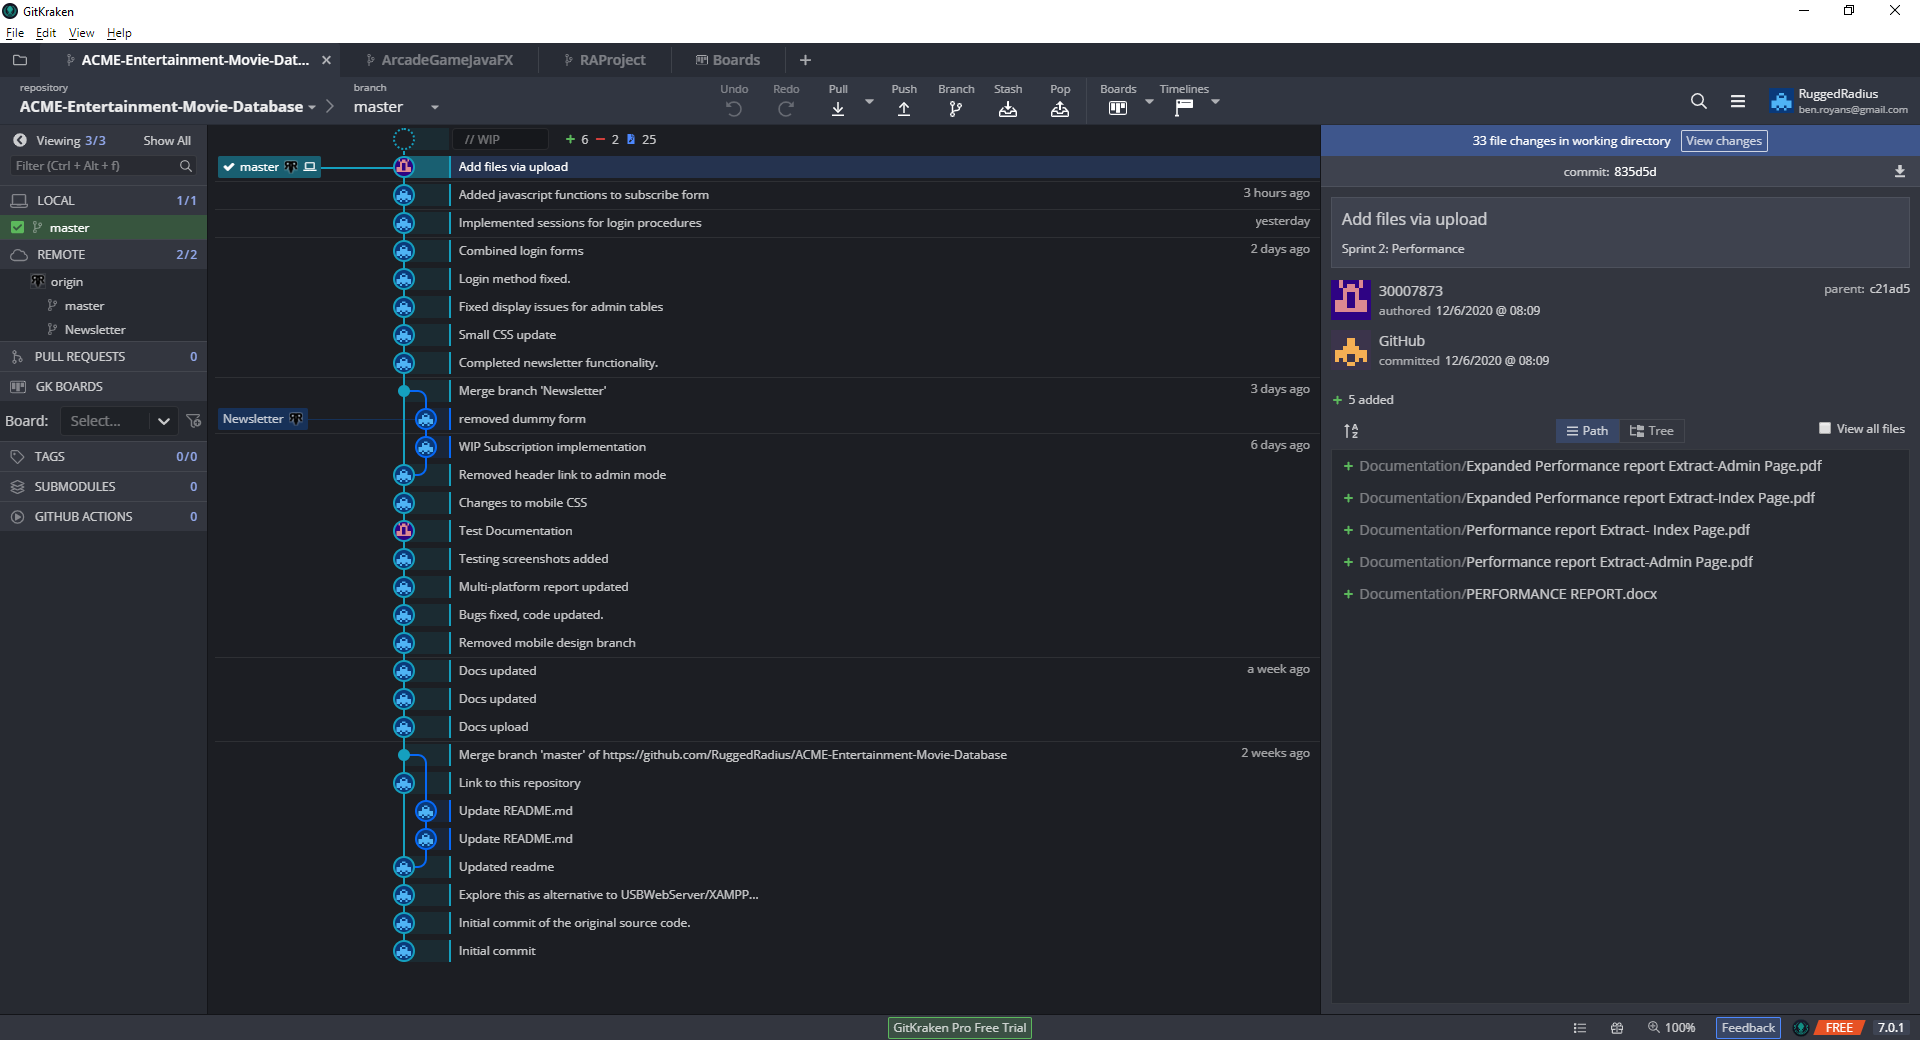 GitKraken
File Edit View Help
ACME-Entertainment-Movie-Dat...
ArcadeGameJavaFX
RAProject
Boards
repository
ACME-Entertainment-Movie-Database
branch
master
Undo
Redo
Pull
Push
Branch
Stash
Pop
Boards
Timelines
RuggedRadius
ben.royans@gmail.com
Viewing 3/3
Show All
Filter (Ctrl + Alt + f)
LOCAL 1/1
master
REMOTE 2/2
origin
master
Newsletter
PULL REQUESTS 0
GK BOARDS
Board: Select...
TAGS 0/0
SUBMODULES 0
GITHUB ACTIONS 0
// WIP + 6 − 2 25
master Add files via upload
Added javascript functions to subscribe form 3 hours ago
Implemented sessions for login procedures yesterday
Combined login forms 2 days ago
Login method fixed.
Fixed display issues for admin tables
Small CSS update
Completed newsletter functionality.
Merge branch 'Newsletter' 3 days ago
Newsletter removed dummy form
WIP Subscription implementation 6 days ago
Removed header link to admin mode
Changes to mobile CSS
Test Documentation
Testing screenshots added
Multi-platform report updated
Bugs fixed, code updated.
Removed mobile design branch
Docs updated a week ago
Docs updated
Docs upload
Merge branch 'master' of https://github.com/RuggedRadius/ACME-Entertainment-Movie-Database 2 weeks ago
Link to this repository
Update README.md
Update README.md
Updated readme
Explore this as alternative to USBWebServer/XAMPP...
Initial commit of the original source code.
Initial commit
33 file changes in working directory View changes
commit: 835d5d
Add files via upload
Sprint 2: Performance
30007873
authored 12/6/2020 @ 08:09
parent: c21ad5
GitHub
committed 12/6/2020 @ 08:09
+ 5 added
Path Tree
View all files
+ Documentation/Expanded Performance report Extract-Admin Page.pdf
+ Documentation/Expanded Performance report Extract-Index Page.pdf
+ Documentation/Performance report Extract- Index Page.pdf
+ Documentation/Performance report Extract-Admin Page.pdf
+ Documentation/PERFORMANCE REPORT.docx
GitKraken Pro Free Trial
100%
Feedback
FREE
7.0.1